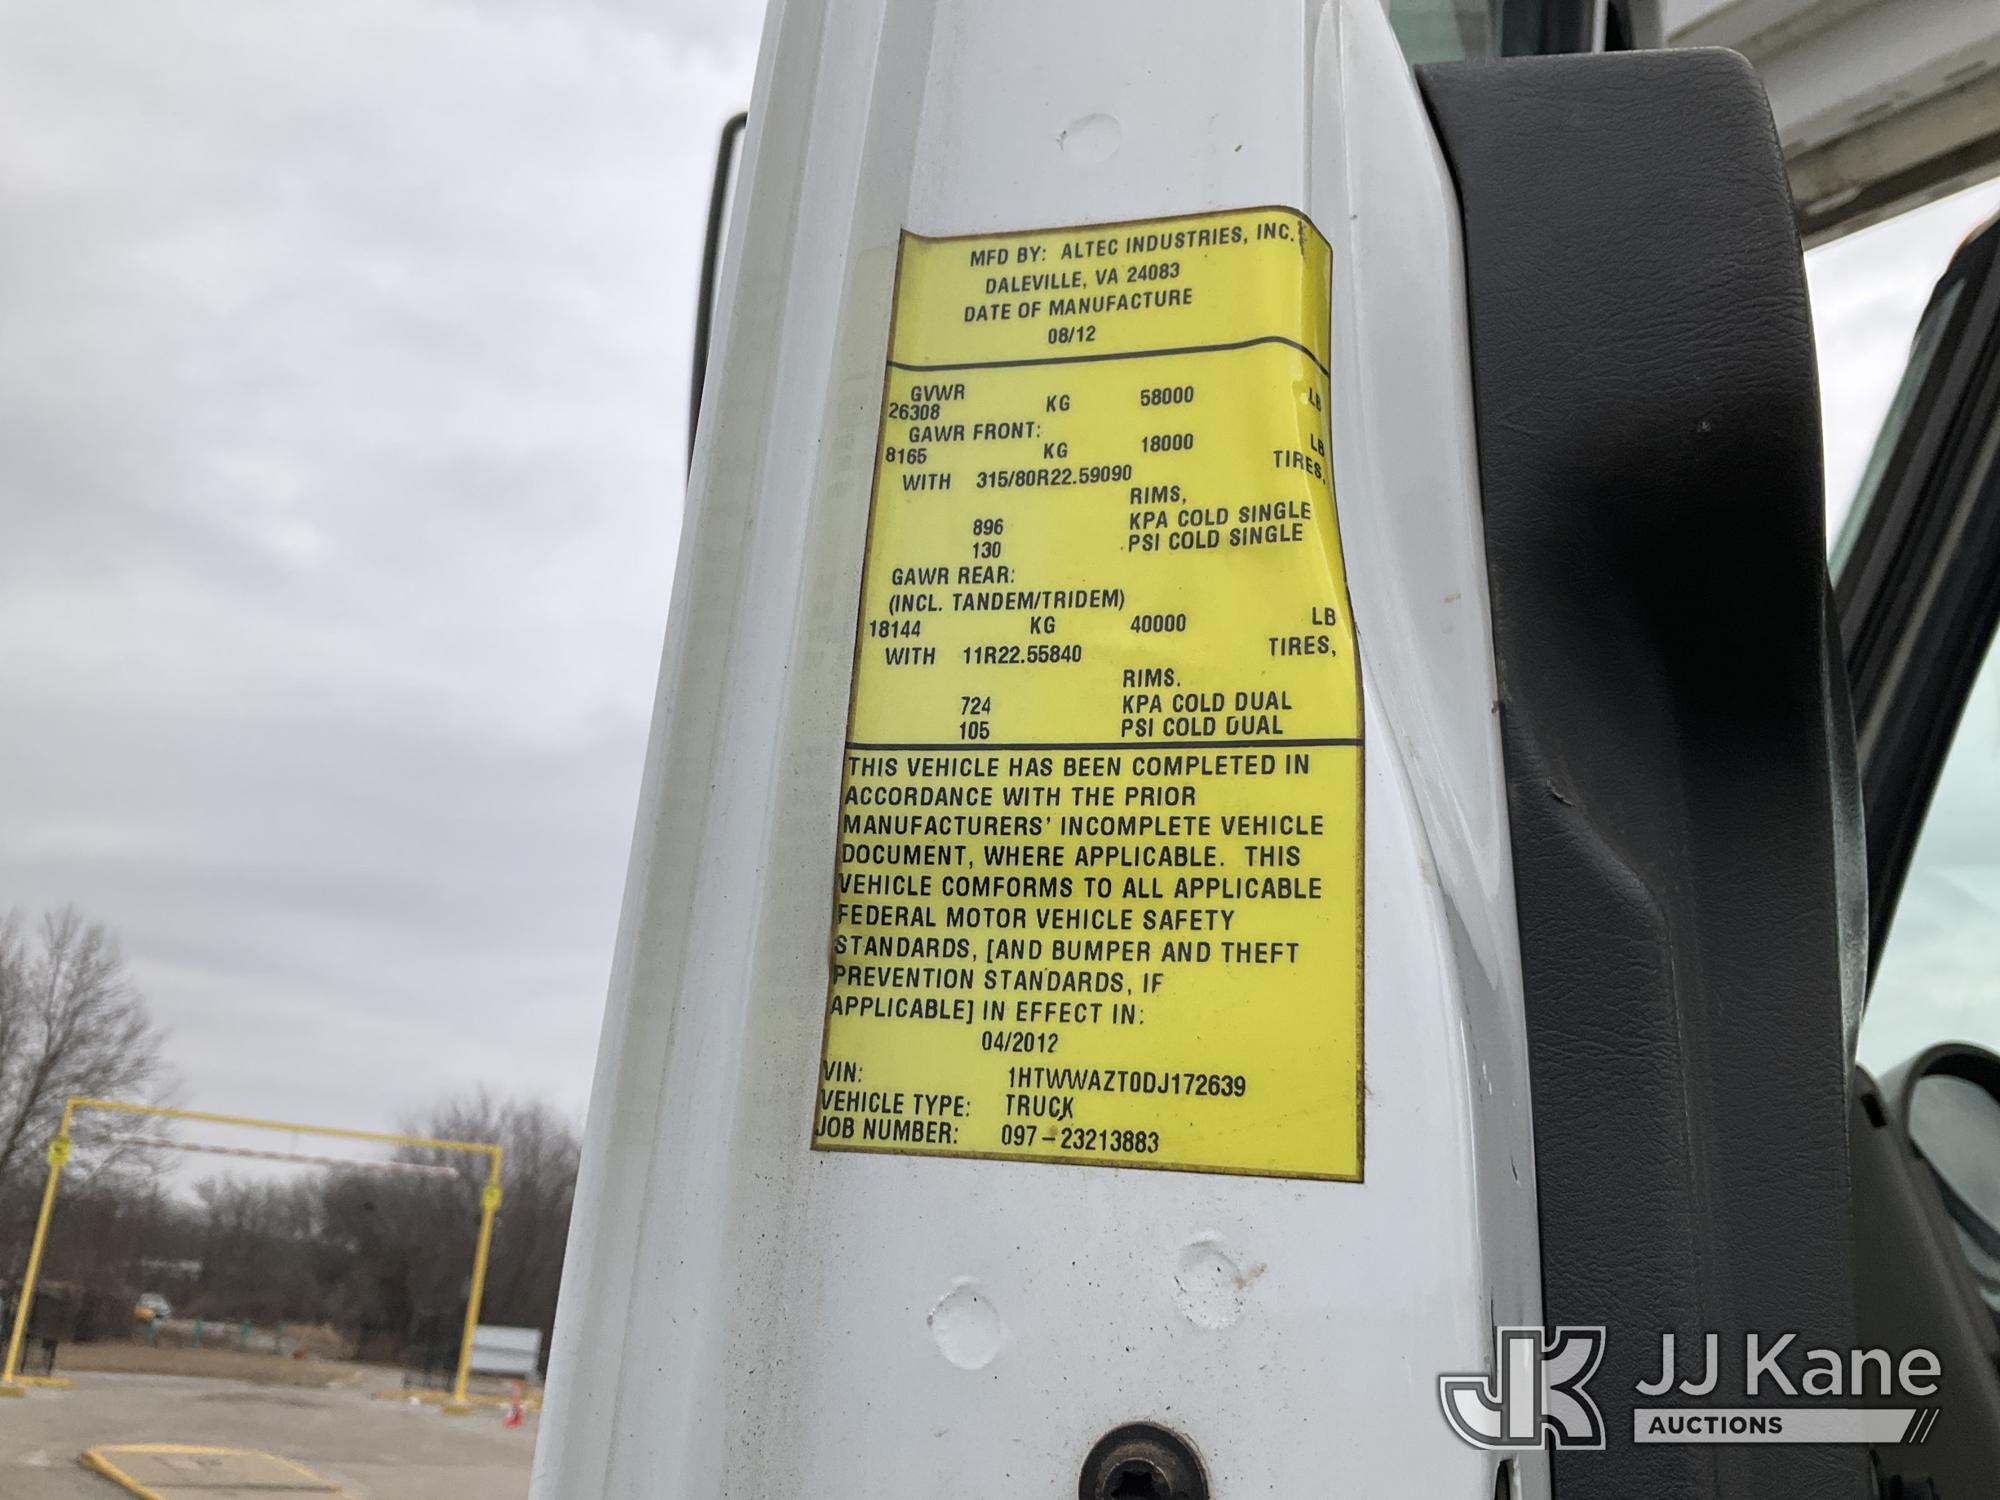 MFD BY: ALTEC INDUSTRIES, INC.
DALEVILLE, VA 24083
DATE OF MANUFACTURE
08/12
GVWR
26308 KG 58000 LB
GAWR FRONT:
8165 KG 18000 LB
WITH 315/80R22.59090 TIRES,
RIMS,
896 KPA COLD SINGLE
130 PSI COLD SINGLE
GAWR REAR:
(INCL. TANDEM/TRIDEM)
18144 KG 40000 LB
WITH 11R22.55840 TIRES,
RIMS.
724 KPA COLD DUAL
105 PSI COLD DUAL
THIS VEHICLE HAS BEEN COMPLETED IN
ACCORDANCE WITH THE PRIOR
MANUFACTURERS' INCOMPLETE VEHICLE
DOCUMENT, WHERE APPLICABLE. THIS
VEHICLE COMFORMS TO ALL APPLICABLE
FEDERAL MOTOR VEHICLE SAFETY
STANDARDS, [AND BUMPER AND THEFT
PREVENTION STANDARDS, IF
APPLICABLE] IN EFFECT IN:
04/2012
VIN: 1HTWWAZT0DJ172639
VEHICLE TYPE: TRUCK
JOB NUMBER: 097-23213883
JK JJ Kane
AUCTIONS